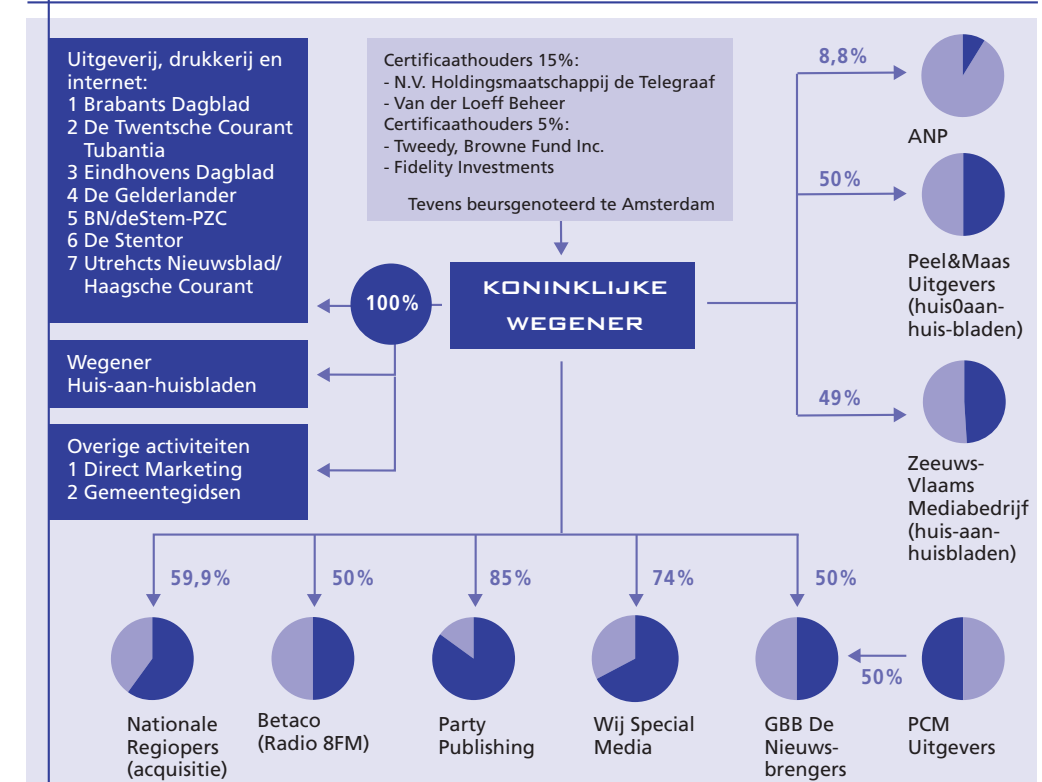 Uitgeverij, drukkerij en
internet:
1 Brabants Dagblad
2 De Twentsche Courant
Tubantia
3 Eindhovens Dagblad
4 De Gelderlander
5 BN/deStem-PZC
6 De Stentor
7 Utrehcts Nieuwsblad/
Haagsche Courant
Certificaathouders 15%:
- N.V. Holdingsmaatschappij de Telegraaf
- Van der Loeff Beheer
Certificaathouders 5%:
- Tweedy, Browne Fund Inc.
- Fidelity Investments
Tevens beursgenoteerd te Amsterdam
8,8%
ANP
50%
Peel&Maas
Uitgevers
(huis0aan-
huis-bladen)
100%
KONINKLIJKE
WEGENER
Wegener
Huis-aan-huisbladen
49%
Zeeuws-
Vlaams
Mediabedrijf
(huis-aan-
huisbladen)
Overige activiteiten
1 Direct Marketing
2 Gemeentegidsen
59,9%
Nationale
Regiopers
(acquisitie)
50%
Betaco
(Radio 8FM)
85%
Party
Publishing
74%
Wij Special
Media
50%
GBB De
Nieuws-
brengers
50%
PCM
Uitgevers